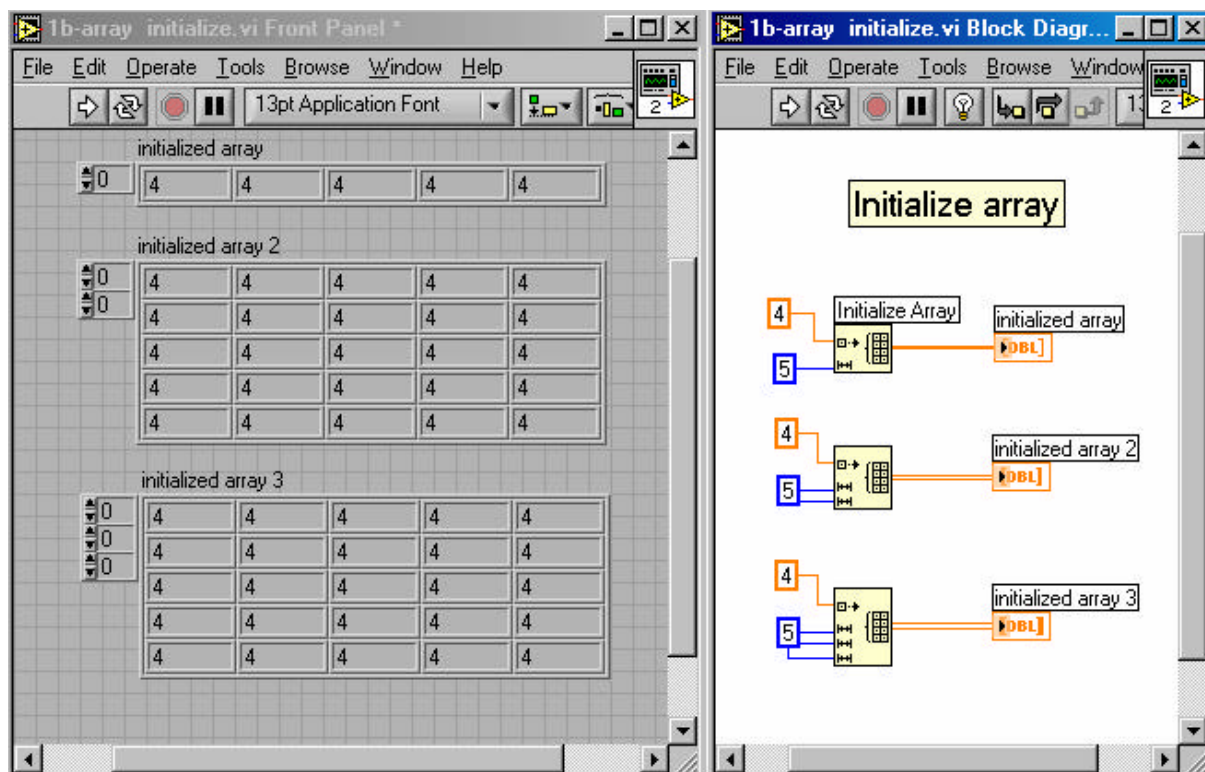 1b-array initialize.vi Front Panel *
File Edit Operate Tools Browse Window Help
13pt Application Font
2
initialized array
0 4 4 4 4 4
initialized array 2
0 4 4 4 4 4
0 4 4 4 4 4
4 4 4 4 4
4 4 4 4 4
4 4 4 4 4
initialized array 3
0 4 4 4 4 4
0 4 4 4 4 4
0 4 4 4 4 4
4 4 4 4 4
4 4 4 4 4
1b-array initialize.vi Block Diagr...
File Edit Operate Tools Browse Window
2
Initialize array
4 Initialize Array initialized array
DBL]
5
4 initialized array 2
[DBL]
5
4 initialized array 3
[DBL]
5